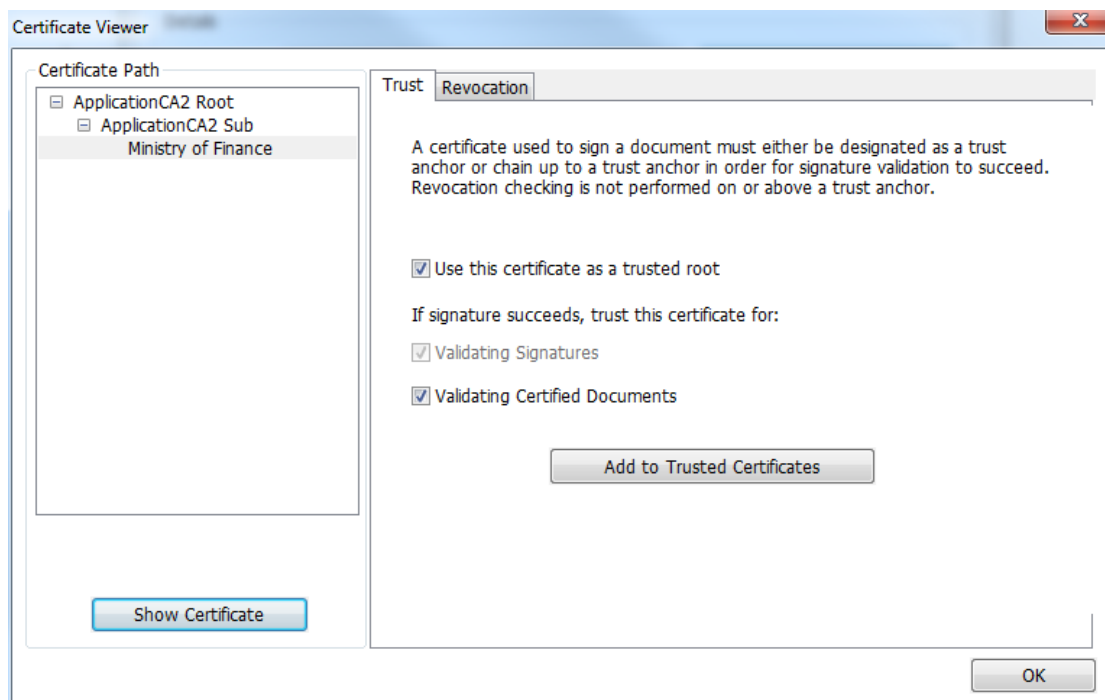 Certificate Viewer
Certificate Path
ApplicationCA2 Root
ApplicationCA2 Sub
Ministry of Finance
Show Certificate
Trust
Revocation
A certificate used to sign a document must either be designated as a trust
anchor or chain up to a trust anchor in order for signature validation to succeed.
Revocation checking is not performed on or above a trust anchor.
Use this certificate as a trusted root
If signature succeeds, trust this certificate for:
Validating Signatures
Validating Certified Documents
Add to Trusted Certificates
OK